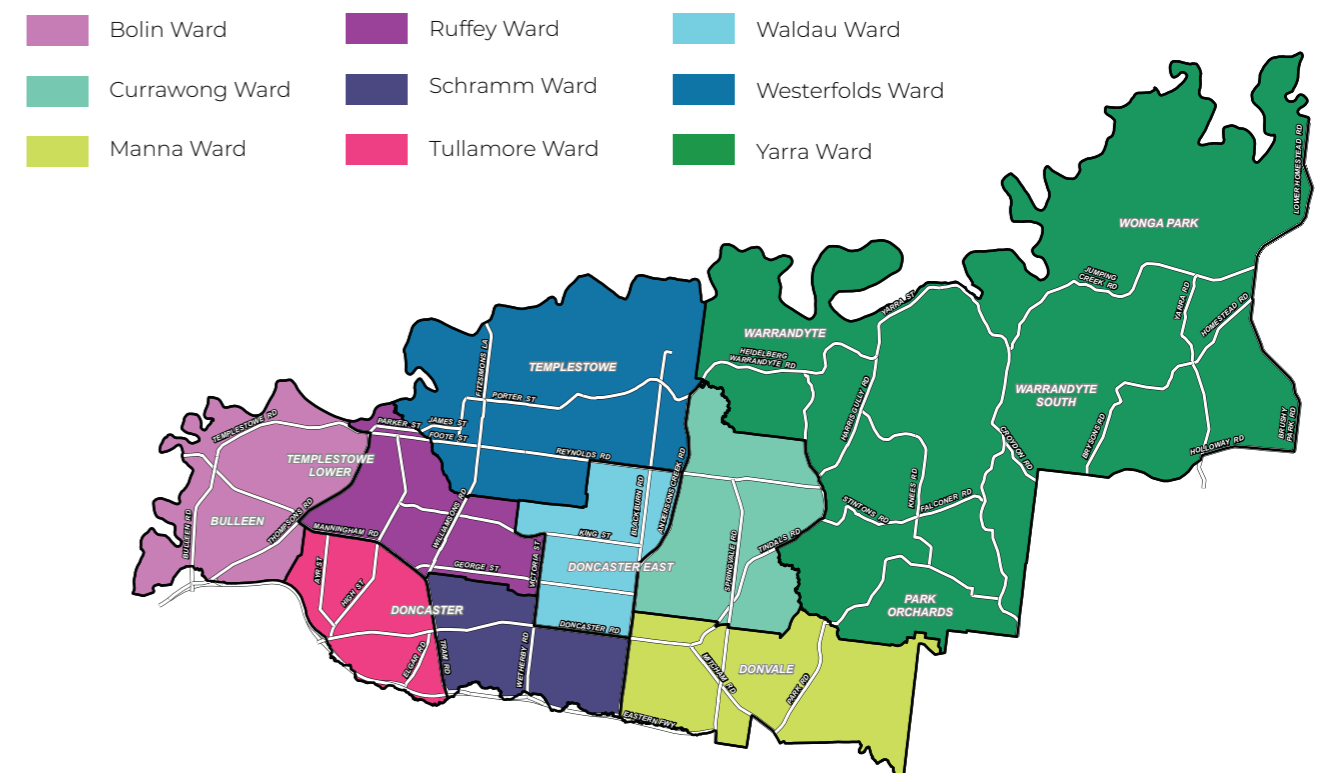 Bolin Ward
Ruffey Ward
Waldau Ward
Currawong Ward
Schramm Ward
Westerfolds Ward
Manna Ward
Tullamore Ward
Yarra Ward
LOWER HOMESTEAD RD
WONGA PARK
JUMPING
CREEK RD
YARRA RD
HOMESTEAD RD
YARRA ST
WARRANDYTE
HEIDELBERG
WARRANDYTE RD
FITZSIMONS LA
TEMPLESTOWE
HARRIS GULLY RD
WARRANDYTE
SOUTH
PORTER ST
TEMPLESTOWE RD
PARKER ST
JAMES ST
FOOTE ST
BRUSHY
PARK RD
BRYSONS RD
CROYDON RD
HOLLOWAY RD
REYNOLDS RD
TEMPLESTOWE
LOWER
BLACKBURN RD
ANDERSONS CREEK RD
KNEES RD
STINTONS RD
FALCONER RD
BULLEEN
THOMPSONS RD
BULLEEN RD
MANNINGHAM RD
WILLIAMSONS RD
KING ST
TINDALS RD
SPRINGVALE RD
GEORGE ST
VICTORIA ST
DONCASTER EAST
AYR ST
HIGH ST
DONCASTER
PARK
ORCHARDS
DONCASTER RD
ELGAR RD
TRAM RD
WETHERBY RD
MITCHAM RD
DONVALE
PARK RD
EASTERN FWY